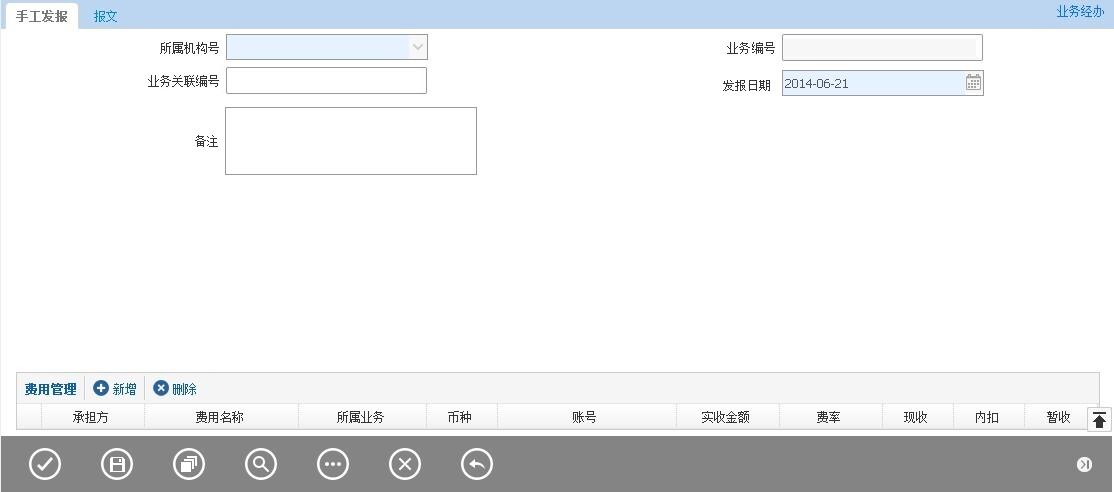 手工发报 报文 业务经办
所属机构号 业务编号
业务关联编号 发报日期 2014-06-21
备注
费用管理 新增 删除
承担方 费用名称 所属业务 币种 账号 实收金额 费率 现收 内扣 暂收